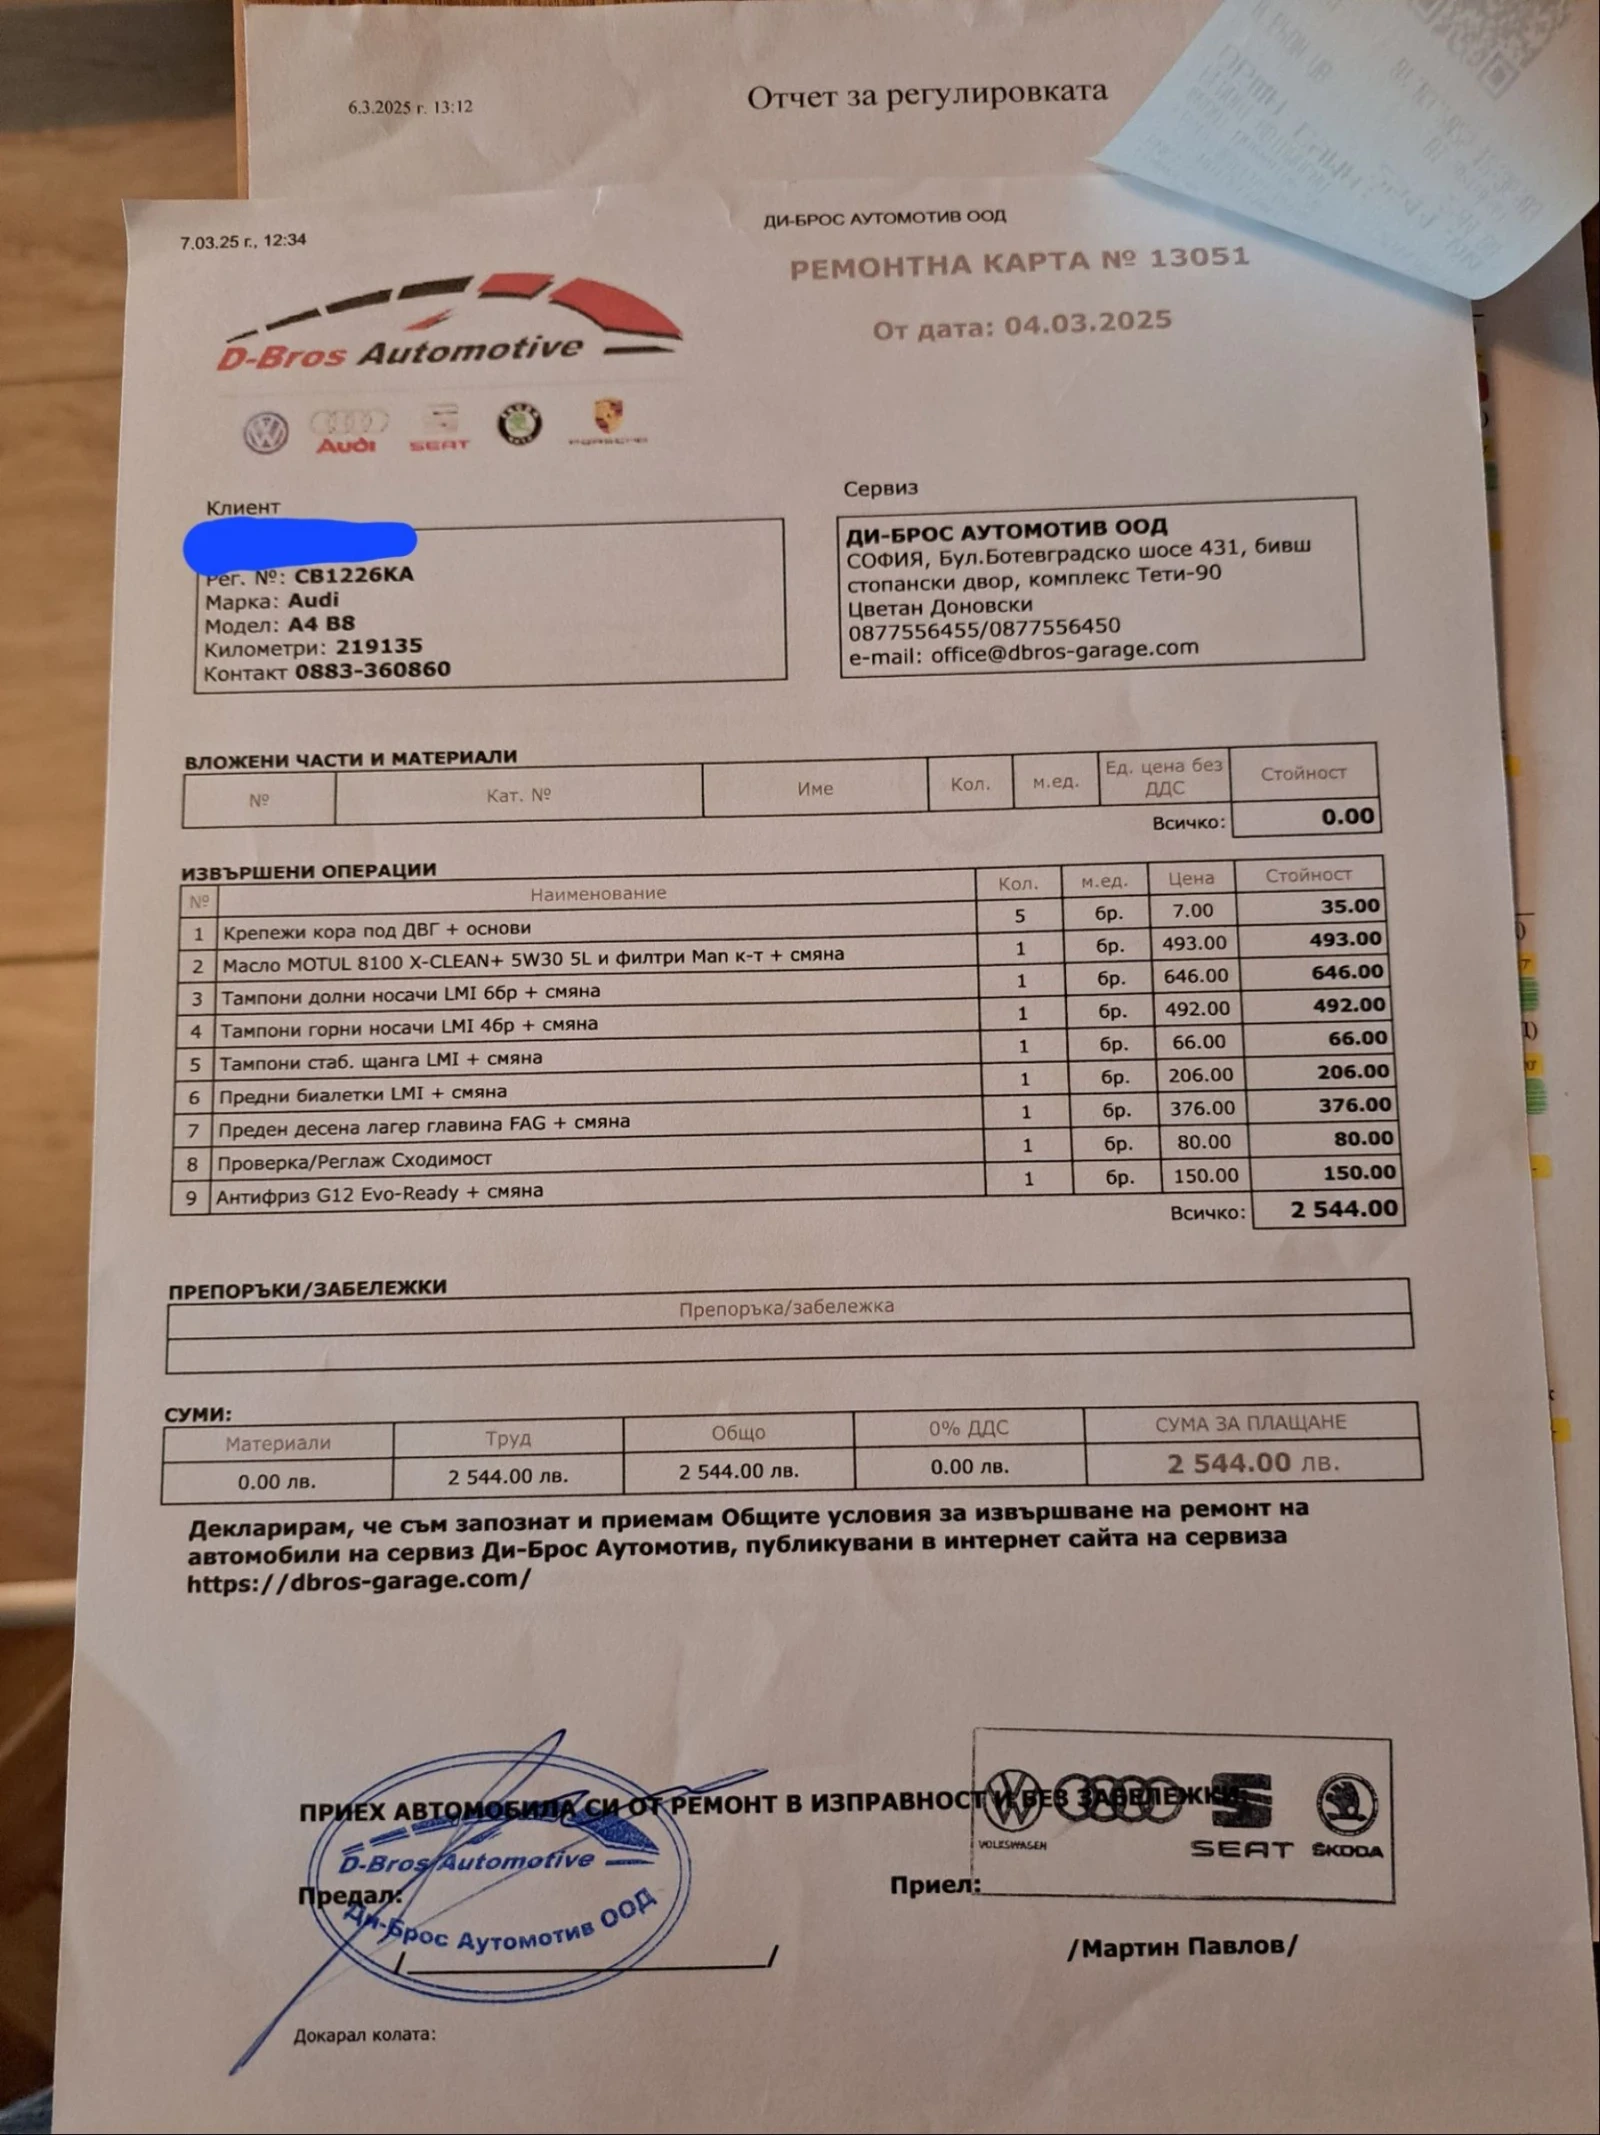 6.3.2025 г. 13:12
Отчет за регулировката
7.03.25 г., 12:34
ДИ-БРОС АУТОМОТИВ ООД
РЕМОНТНА КАРТА № 13051
От дата: 04.03.2025
D-Bros Automotive
Audi
SEAT
PORSCHE
Клиент
Рег. №: CB1226KA
Марка: Audi
Модел: A4 B8
Километри: 219135
Контакт 0883-360860
Сервиз
ДИ-БРОС АУТОМОТИВ ООД
СОФИЯ, Бул.Ботевградско шосе 431, бивш
стопански двор, комплекс Тети-90
Цветан Доновски
0877556455/0877556450
e-mail: office@dbros-garage.com
ВЛОЖЕНИ ЧАСТИ И МАТЕРИАЛИ
№ Кат. № Име Кол. м.ед. Ед. цена без ДДС Стойност
Всичко: 0.00
ИЗВЪРШЕНИ ОПЕРАЦИИ
№ Наименование Кол. м.ед. Цена Стойност
1 Крепежи кора под ДВГ + основи 5 бр. 7.00 35.00
2 Масло MOTUL 8100 X-CLEAN+ 5W30 5L и филтри Man к-т + смяна 1 бр. 493.00 493.00
3 Тампони долни носачи LMI 6бр + смяна 1 бр. 646.00 646.00
4 Тампони горни носачи LMI 4бр + смяна 1 бр. 492.00 492.00
5 Тампони стаб. щанга LMI + смяна 1 бр. 66.00 66.00
6 Предни биалетки LMI + смяна 1 бр. 206.00 206.00
7 Преден десена лагер главина FAG + смяна 1 бр. 376.00 376.00
8 Проверка/Реглаж Сходимост 1 бр. 80.00 80.00
9 Антифриз G12 Evo-Ready + смяна 1 бр. 150.00 150.00
Всичко: 2 544.00
ПРЕПОРЪКИ/ЗАБЕЛЕЖКИ
Препоръка/забележка
СУМИ:
Материали Труд Общо 0% ДДС СУМА ЗА ПЛАЩАНЕ
0.00 лв. 2 544.00 лв. 2 544.00 лв. 0.00 лв. 2 544.00 лв.
Декларирам, че съм запознат и приемам Общите условия за извършване на ремонт на
автомобили на сервиз Ди-Брос Аутомотив, публикувани в интернет сайта на сервиза
https://dbros-garage.com/
ПРИЕХ АВТОМОБИЛА СИ ОТ РЕМОНТ В ИЗПРАВНОСТ И БЕЗ ЗАБЕЛЕЖКИ
VOLKSWAGEN
SEAT
ŠKODA
D-Bros Automotive
Предал:
Приел:
Ди-Брос Аутомотив ООД
/ /
/Мартин Павлов/
Докарал колата: